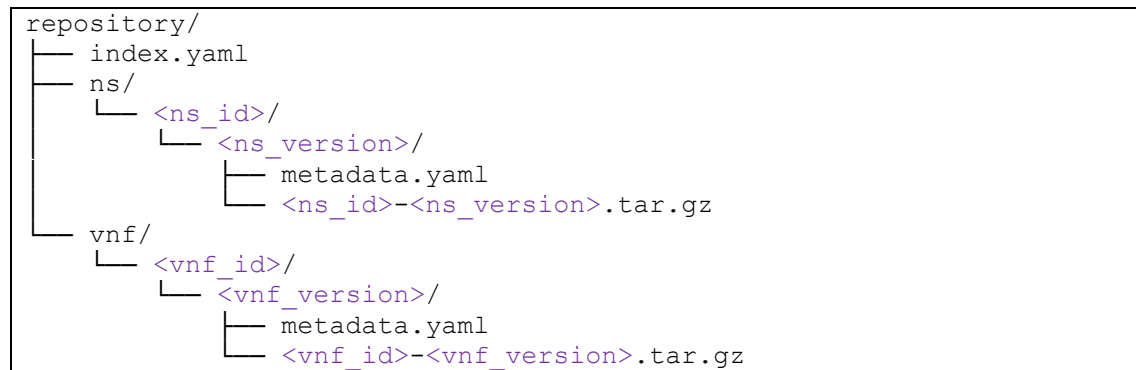 repository/
├── index.yaml
├── ns/
│   └── <ns_id>/
│       └── <ns_version>/
│           ├── metadata.yaml
│           └── <ns_id>-<ns_version>.tar.gz
└── vnf/
    └── <vnf_id>/
        └── <vnf_version>/
            ├── metadata.yaml
            └── <vnf_id>-<vnf_version>.tar.gz